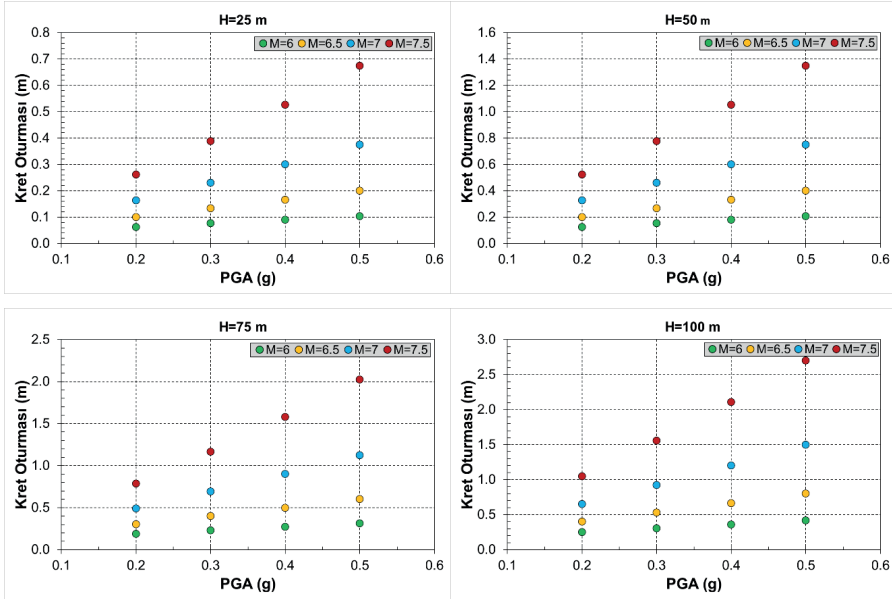 H=25 m
M=6 M=6.5 M=7 M=7.5
Kret Oturması (m)
0.8
0.7
0.6
0.5
0.4
0.3
0.2
0.1
0.0
0.1 0.2 0.3 0.4 0.5 0.6
PGA (g)
H=50 m
M=6 M=6.5 M=7 M=7.5
Kret Oturması (m)
1.6
1.4
1.2
1.0
0.8
0.6
0.4
0.2
0.0
0.1 0.2 0.3 0.4 0.5 0.6
PGA (g)
H=75 m
M=6 M=6.5 M=7 M=7.5
Kret Oturması (m)
2.5
2.0
1.5
1.0
0.5
0.0
0.1 0.2 0.3 0.4 0.5 0.6
PGA (g)
H=100 m
M=6 M=6.5 M=7 M=7.5
Kret Oturması (m)
3.0
2.5
2.0
1.5
1.0
0.5
0.0
0.1 0.2 0.3 0.4 0.5 0.6
PGA (g)